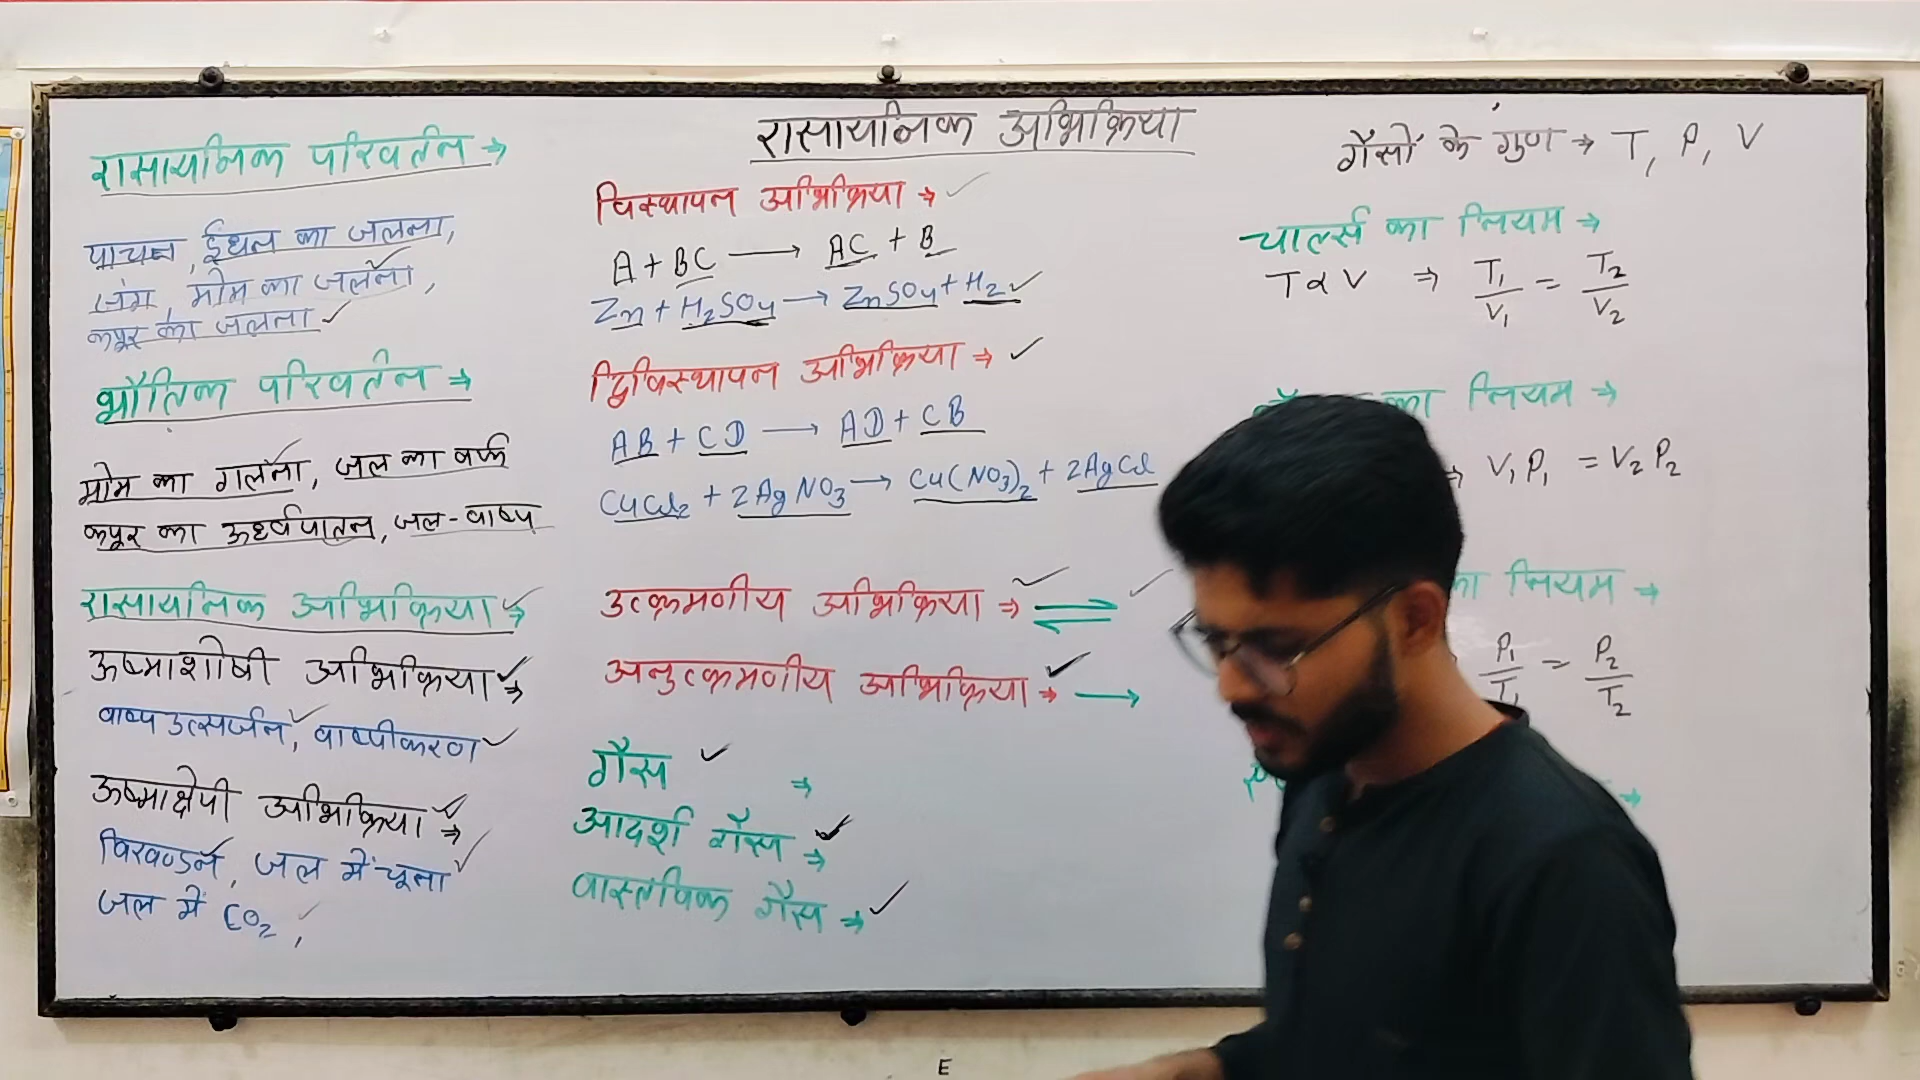 रासायनिक अभिक्रिया
रासायनिक परिवर्तन ⇒
पाचन, ईंधन का जलना,
जंग, मोम का जलना,
कपूर का जलना ✓
भौतिक परिवर्तन ⇒
मोम का गलना, जल का बर्फ
कपूर का ऊर्ध्वपातन, जल-वाष्प
रासायनिक अभिक्रिया ⇒
ऊष्माशोषी अभिक्रिया ✓⇒
वाष्प उत्सर्जन ✓, वाष्पीकरण ✓
ऊष्माक्षेपी अभिक्रिया ✓⇒
विखण्डन ✓, जल में चूना ✓
जल में CO₂ ✓,
विस्थापन अभिक्रिया ⇒ ✓
A + BC ⟶ AC + B
Zn + H₂SO₄ ⟶ ZnSO₄ + H₂ ✓
द्विविस्थापन अभिक्रिया ⇒ ✓
AB + CD ⟶ AD + CB
CuCl₂ + 2AgNO₃ ⟶ Cu(NO₃)₂ + 2AgCl
उत्क्रमणीय अभिक्रिया ⇒ ✓ ⇌ ✓
अनुत्क्रमणीय अभिक्रिया ⇒ ✓ ⟶
गैस ✓ ⇒
आदर्श गैस ✓ ⇒
वास्तविक गैस ⇒ ✓
गैसों के गुण ⇒ T, P, V
चार्ल्स का नियम ⇒
T ∝ V ⇒ T₁/V₁ = T₂/V₂
का नियम ⇒
⇒ V₁P₁ = V₂P₂
का नियम ⇒
P₁/T₁ = P₂/T₂
E